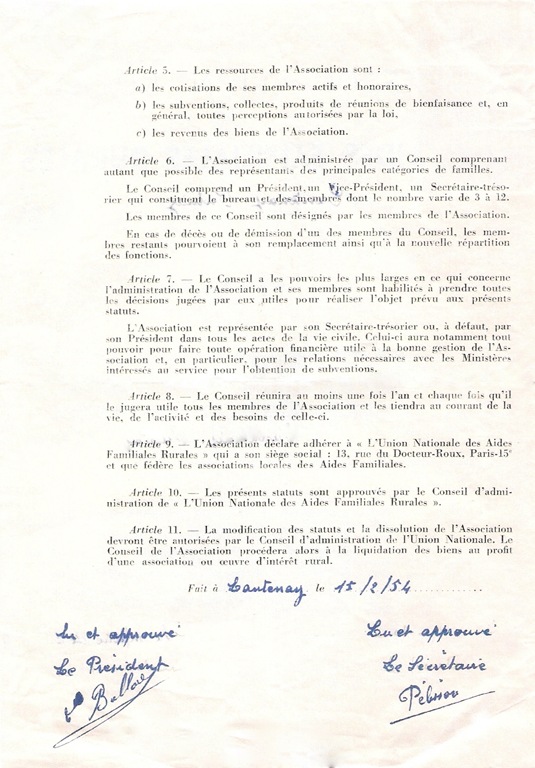 Article 5. — Les ressources de l'Association sont :
a) les cotisations de ses membres actifs et honoraires,
b) les subventions, collectes, produits de réunions de bienfaisance et, en
général, toutes perceptions autorisées par la loi,
c) les revenus des biens de l'Association.
Article 6. — L'Association est administrée par un Conseil comprenant
autant que possible des représentants des principales catégories de familles.
Le Conseil comprend un Président, un Vice-Président, un Secrétaire-tréso-
rier qui constituent le bureau et des membres dont le nombre varie de 3 à 12.
Les membres de ce Conseil sont désignés par les membres de l'Association.
En cas de décès ou de démission d'un des membres du Conseil, les mem-
bres restants pourvoient à son remplacement ainsi qu'à la nouvelle répartition
des fonctions.
Article 7. — Le Conseil a les pouvoirs les plus larges en ce qui concerne
l'administration de l'Association et ses membres sont habilités à prendre toutes
les décisions jugées par eux utiles pour réaliser l'objet prévu aux présents
statuts.
L'Association est représentée par son Secrétaire-trésorier ou, à défaut, par
son Président dans tous les actes de la vie civile. Celui-ci aura notamment tout
pouvoir pour faire toute opération financière utile à la bonne gestion de l'As-
sociation et, en particulier, pour les relations nécessaires avec les Ministères
intéressés au service pour l'obtention de subventions.
Article 8. — Le Conseil réunira au moins une fois l'an et chaque fois qu'il
le jugera utile tous les membres de l'Association et les tiendra au courant de la
vie, de l'activité et des besoins de celle-ci.
Article 9. — L'Association déclare adhérer à « L'Union Nationale des Aides
Familiales Rurales » qui a son siège social : 13, rue du Docteur-Roux, Paris-15e
et que fédère les associations locales des Aides Familiales.
Article 10. — Les présents statuts sont approuvés par le Conseil d'admi-
nistration de « L'Union Nationale des Aides Familiales Rurales ».
Article 11. — La modification des statuts et la dissolution de l'Association
devront être autorisées par le Conseil d'administration de l'Union Nationale. Le
Conseil de l'Association procédera alors à la liquidation des biens au profit
d'une association ou œuvre d'intérêt rural.
Fait à Lantenay, le 15/2/54
Lu et approuvé
Le Président
Lu et approuvé
Le Secrétaire